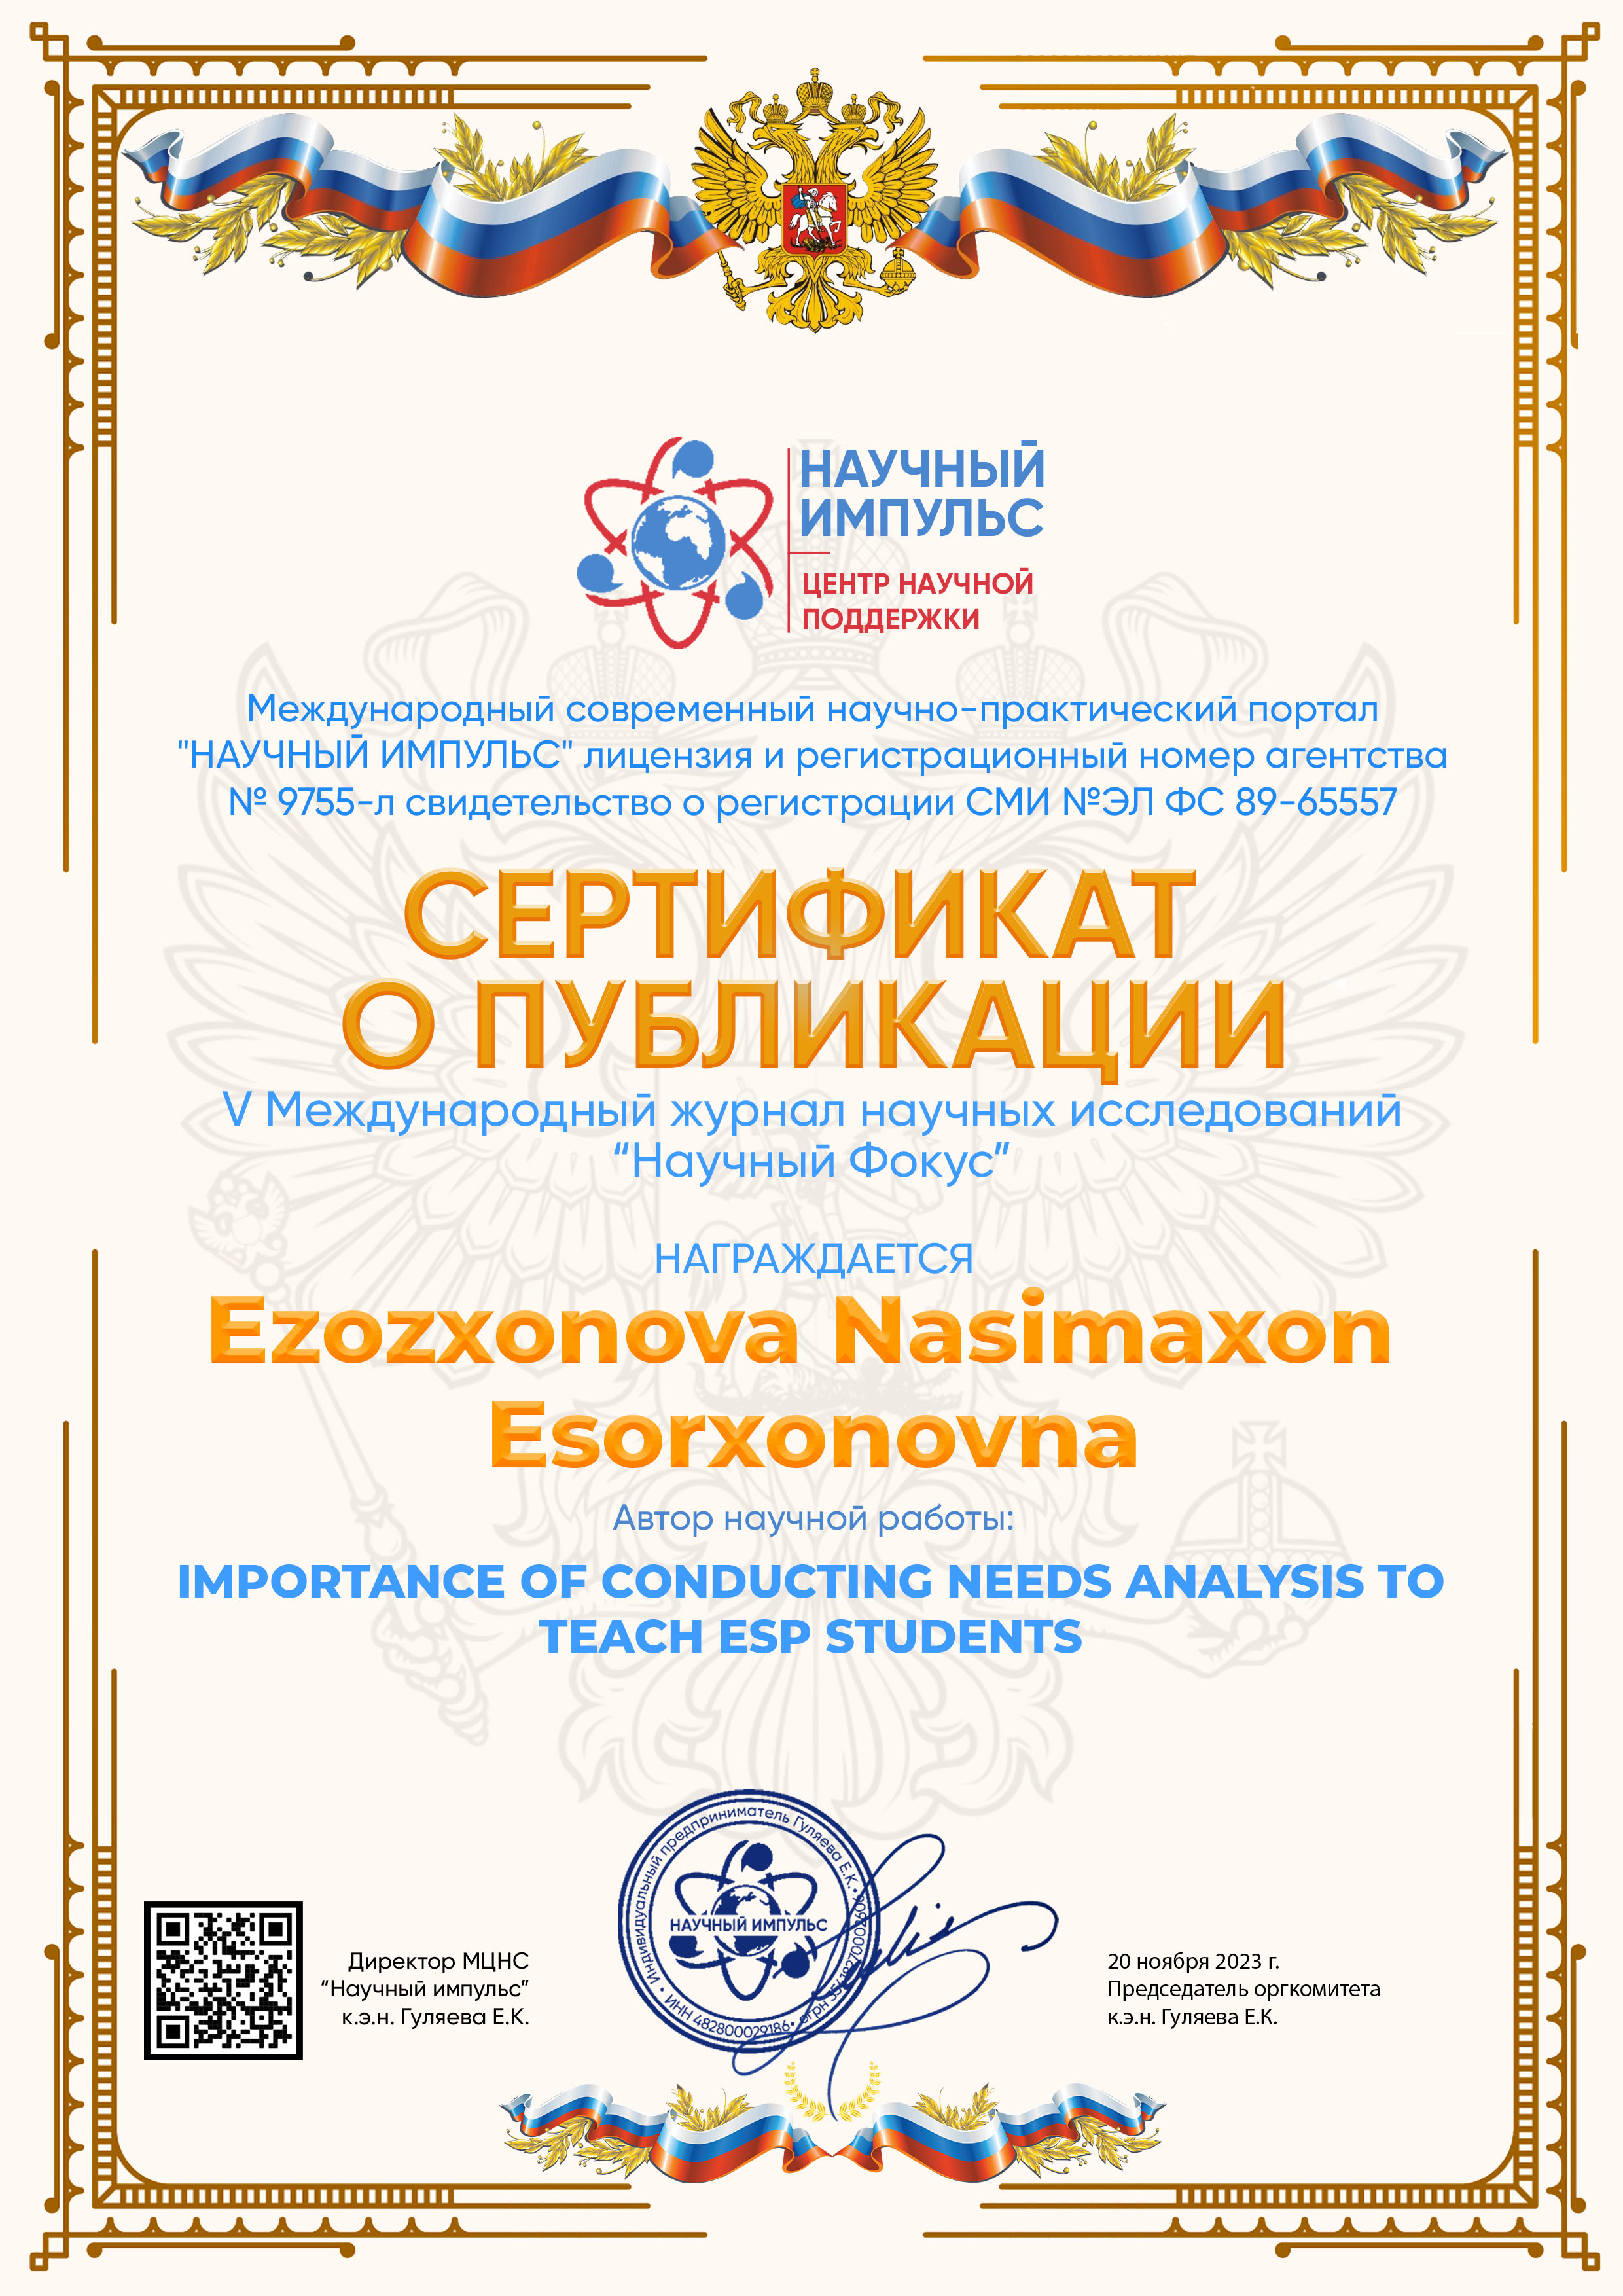 НАУЧНЫЙ
ИМПУЛЬС
ЦЕНТР НАУЧНОЙ
ПОДДЕРЖКИ
Международный современный научно-практический портал
"НАУЧНЫЙ ИМПУЛЬС" лицензия и регистрационный номер агентства
№ 9755-л свидетельство о регистрации СМИ №ЭЛ ФС 89-65557
СЕРТИФИКАТ
О ПУБЛИКАЦИИ
V Международный журнал научных исследований
“Научный Фокус”
НАГРАЖДАЕТСЯ
Ezozxonova Nasimaxon
Esorxonovna
Автор научной работы:
IMPORTANCE OF CONDUCTING NEEDS ANALYSIS TO
TEACH ESP STUDENTS
Директор МЦНС
“Научный импульс”
к.э.н. Гуляева Е.К.
Индивидуальный предприниматель Гуляева Е.К.
НАУЧНЫЙ ИМПУЛЬС
ИНН 482800029186 • огрн
20 ноября 2023 г.
Председатель оргкомитета
к.э.н. Гуляева Е.К.